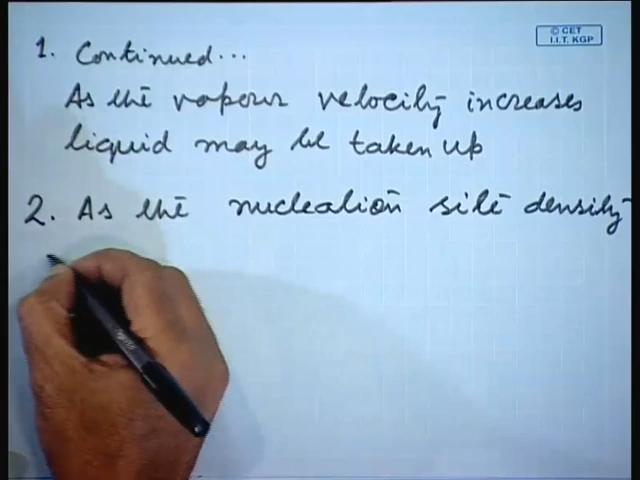 © CET
I.I.T. KGP
1. Continued...
As the vapour velocity increases
liquid may be taken up
2. As the nucleation site density